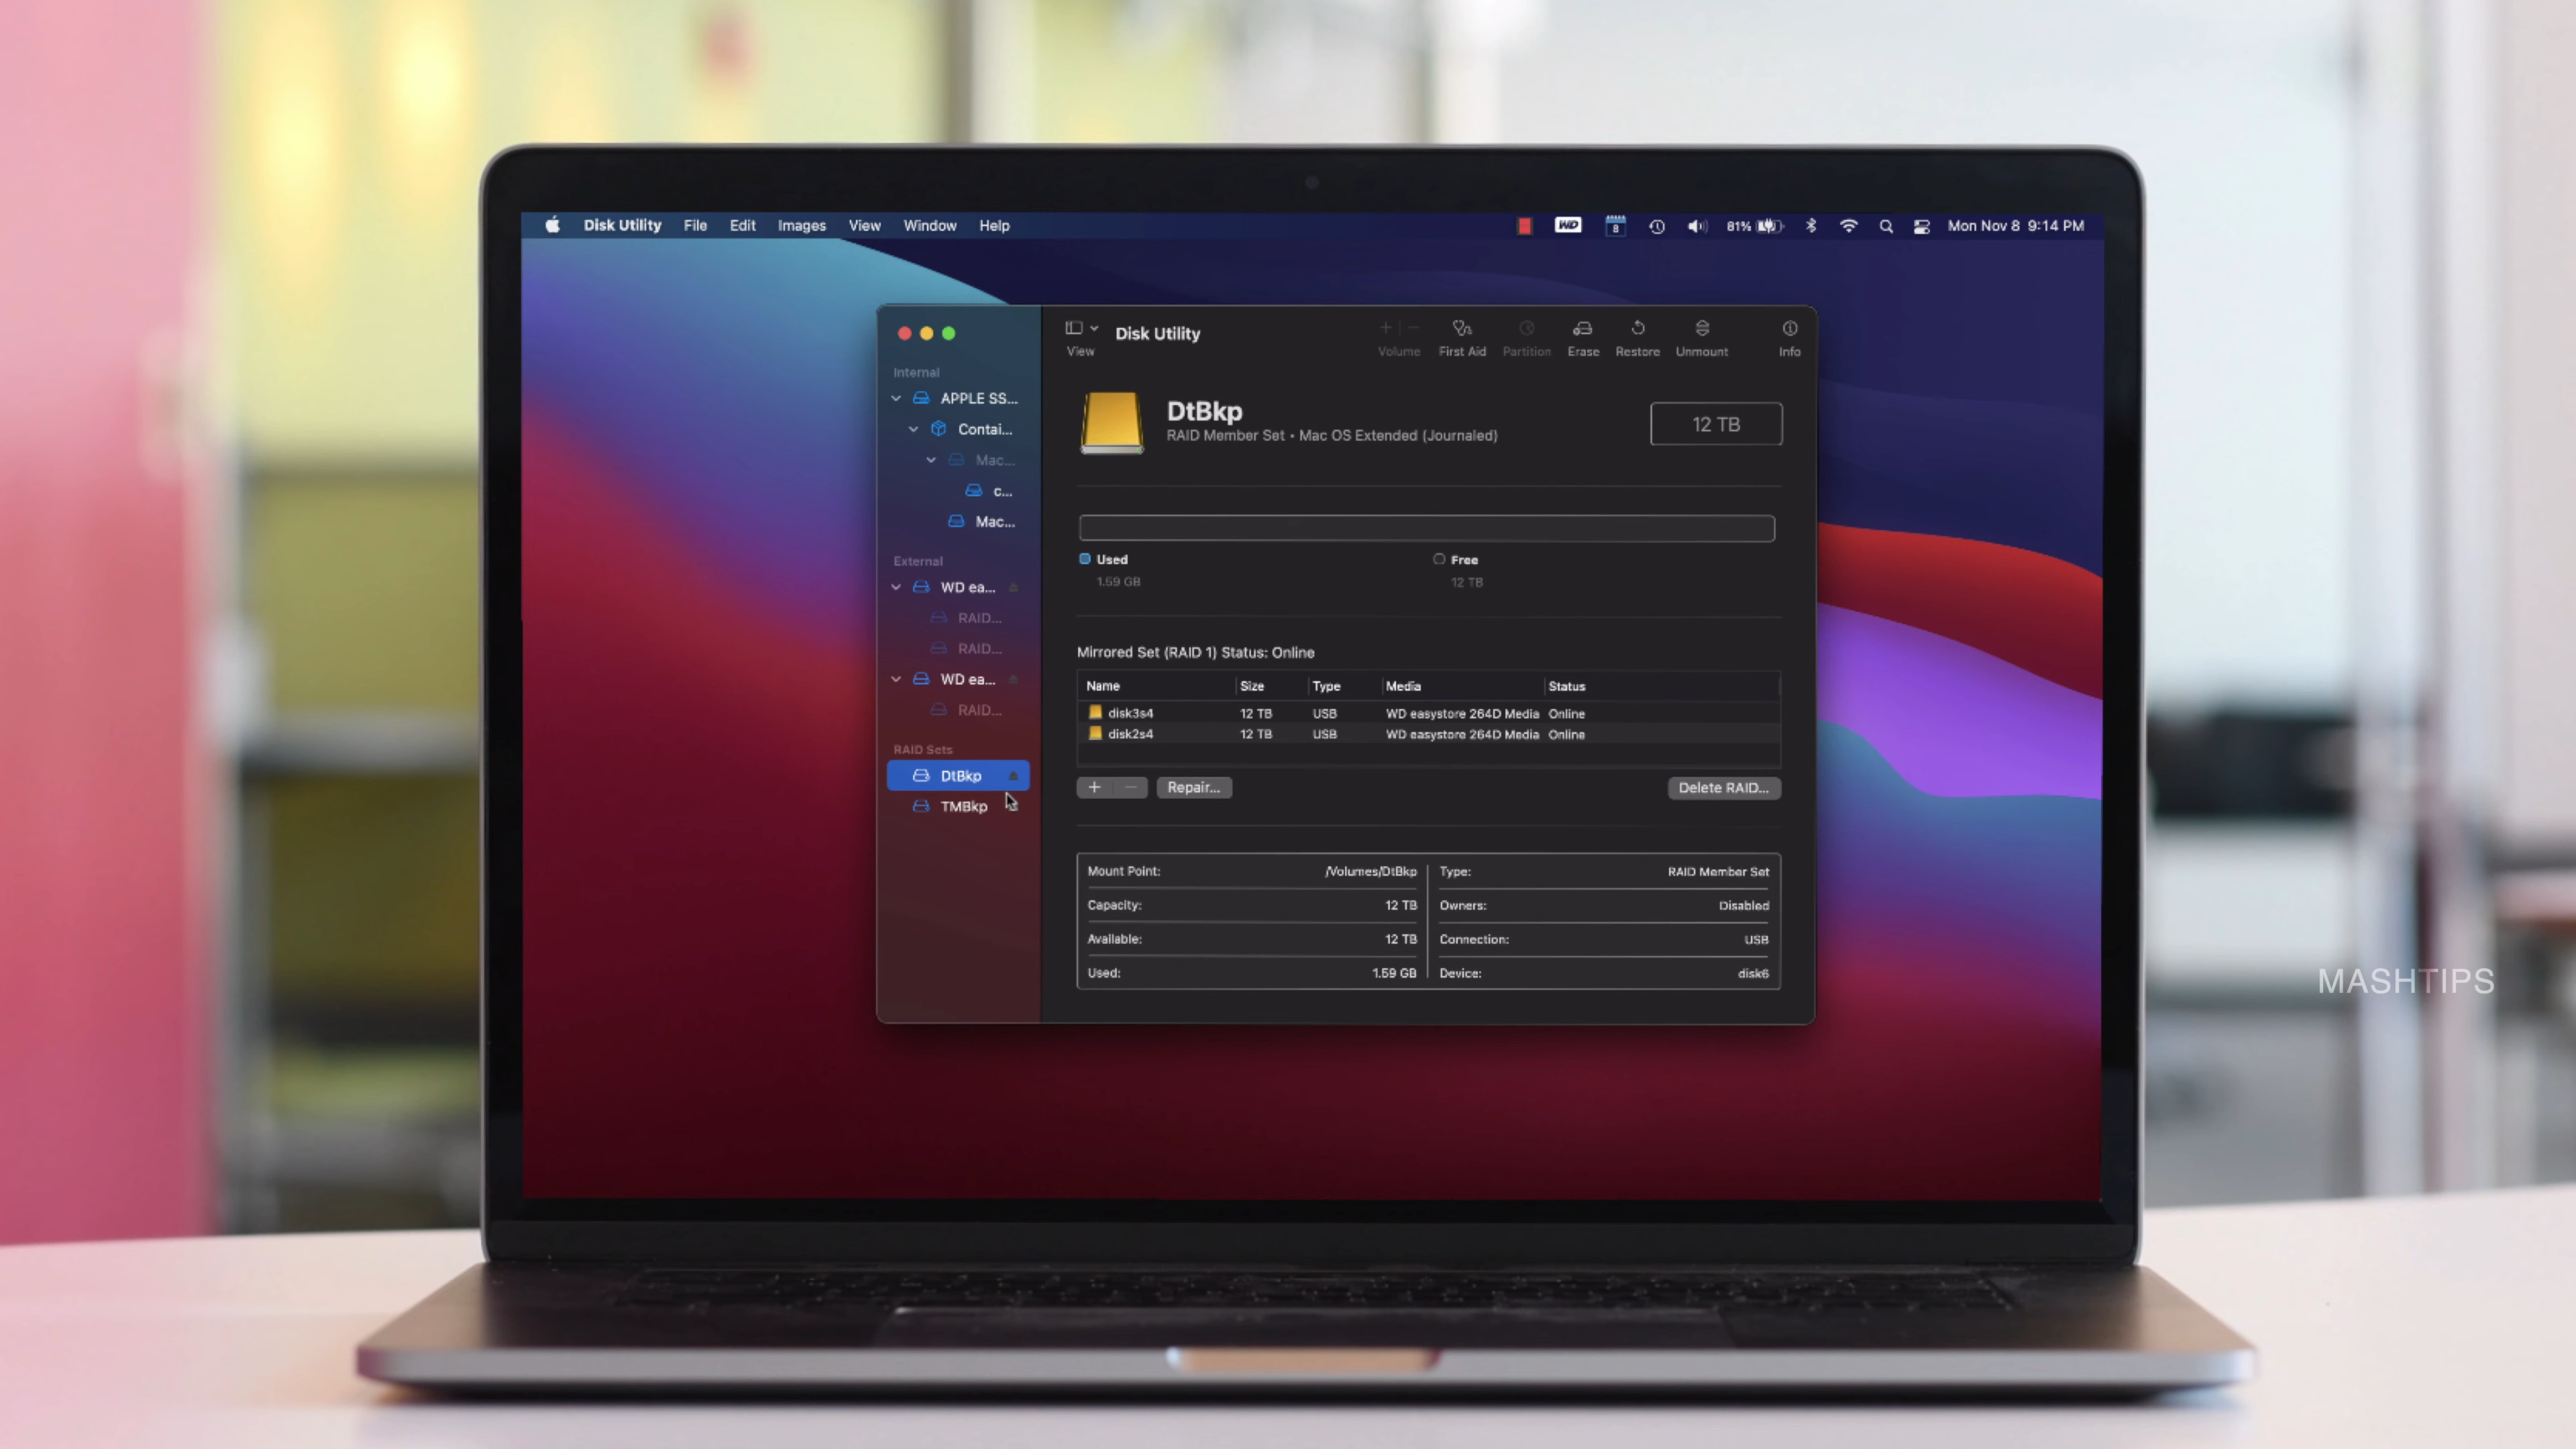 Disk Utility File Edit Images View Window Help
WD 8 81% Mon Nov 8 9:14 PM
View Disk Utility Volume First Aid Partition Erase Restore Unmount Info
Internal
APPLE SS...
Contai...
Mac...
c...
Mac...
External
WD ea...
RAID...
RAID...
WD ea...
RAID...
RAID Sets
DtBkp
TMBkp
DtBkp
RAID Member Set • Mac OS Extended (Journaled)
12 TB
Used Free
1.59 GB 12 TB
Mirrored Set (RAID 1) Status: Online
Name Size Type Media Status
disk3s4 12 TB USB WD easystore 264D Media Online
disk2s4 12 TB USB WD easystore 264D Media Online
+ − Repair... Delete RAID...
Mount Point: /Volumes/DtBkp Type: RAID Member Set
Capacity: 12 TB Owners: Disabled
Available: 12 TB Connection: USB
Used: 1.59 GB Device: disk6
MASHTIPS